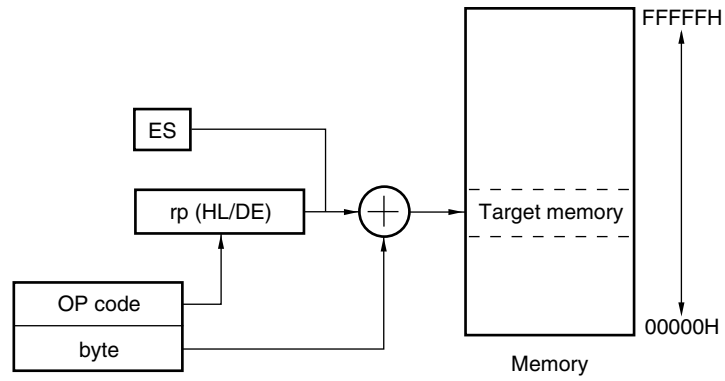 FFFFFH
ES
rp (HL/DE)
Target memory
OP code
byte
00000H
Memory